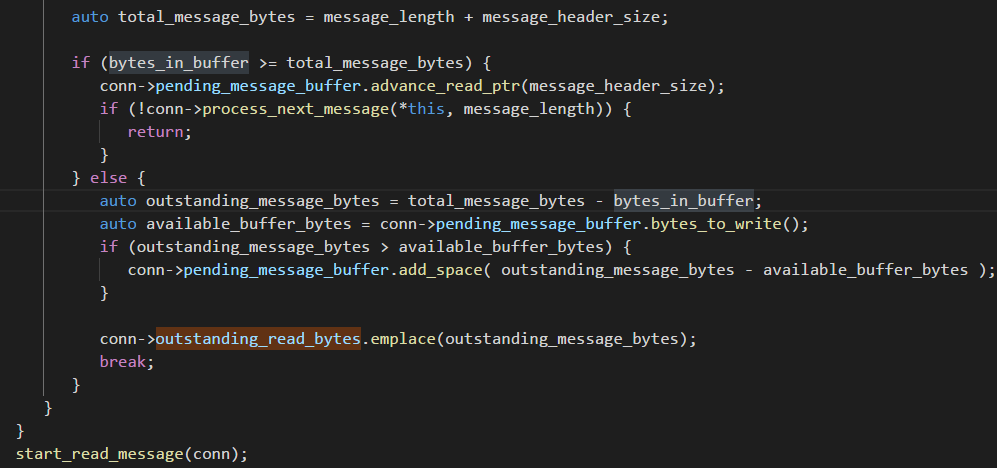 auto total_message_bytes = message_length + message_header_size;
if (bytes_in_buffer >= total_message_bytes) {
conn->pending_message_buffer.advance_read_ptr(message_header_size);
if (!conn->process_next_message(*this, message_length)) {
return;
}
} else {
auto outstanding_message_bytes = total_message_bytes - bytes_in_buffer;
auto available_buffer_bytes = conn->pending_message_buffer.bytes_to_write();
if (outstanding_message_bytes > available_buffer_bytes) {
conn->pending_message_buffer.add_space( outstanding_message_bytes - available_buffer_bytes );
}
conn->outstanding_read_bytes.emplace(outstanding_message_bytes);
break;
}
}
}
start_read_message(conn);